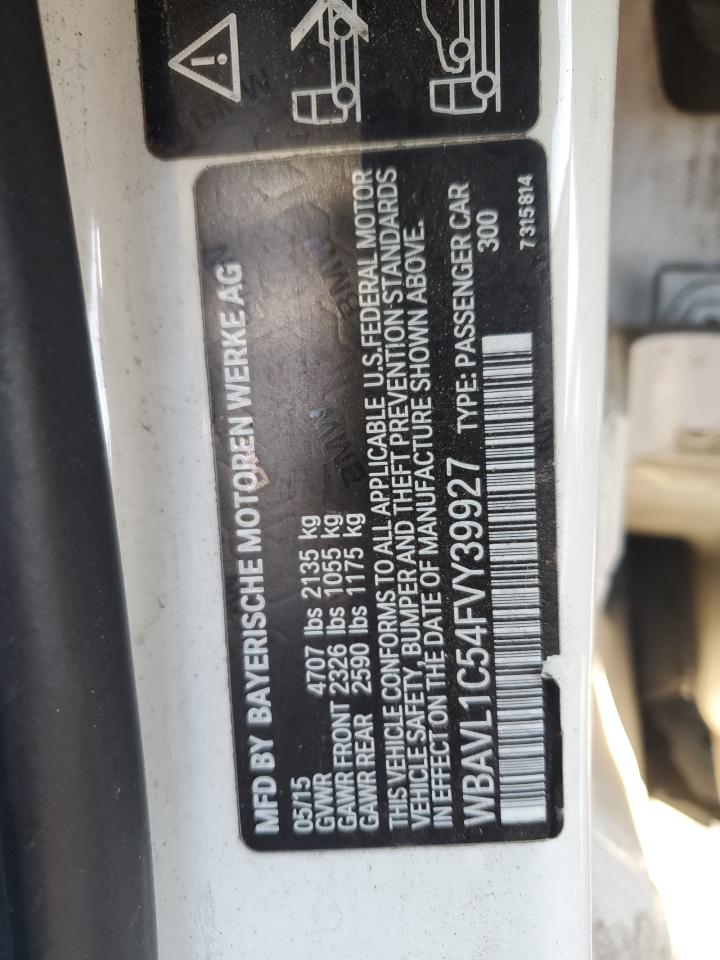 MFD BY BAYERISCHE MOTOREN WERKE AG
05/15
GVWR 4707 lbs 2135 kg
GAWR FRONT 2326 lbs 1055 kg
GAWR REAR 2590 lbs 1175 kg
THIS VEHICLE CONFORMS TO ALL APPLICABLE U.S. FEDERAL MOTOR
VEHICLE SAFETY, BUMPER AND THEFT PREVENTION STANDARDS
IN EFFECT ON THE DATE OF MANUFACTURE SHOWN ABOVE.
WBAVL1C54FVY39927 TYPE: PASSENGER CAR
300
7315814